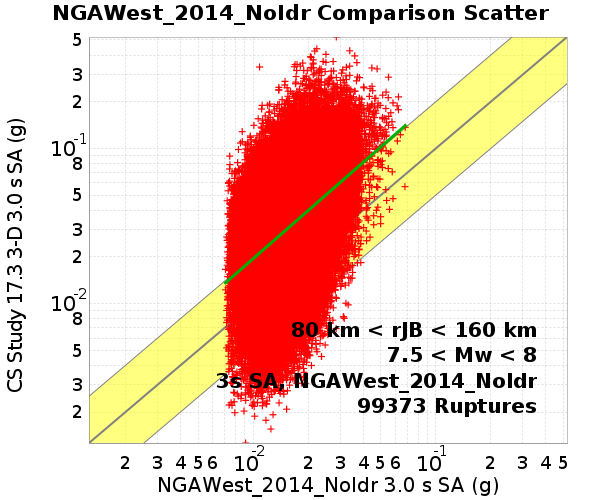 NGAWest_2014_NoIdr Comparison Scatter
CS Study 17.3 3-D 3.0 s SA (g)
5
3
2
10-1
8
5
3
2
10-2
8
5
3
2
80 km < rJB < 160 km
7.5 < Mw < 8
3s SA, NGAWest_2014_NoIdr
99373 Ruptures
2 3 4 5 6 10-2 2 3 4 5 6 10-1 2 3 4 5
NGAWest_2014_NoIdr 3.0 s SA (g)